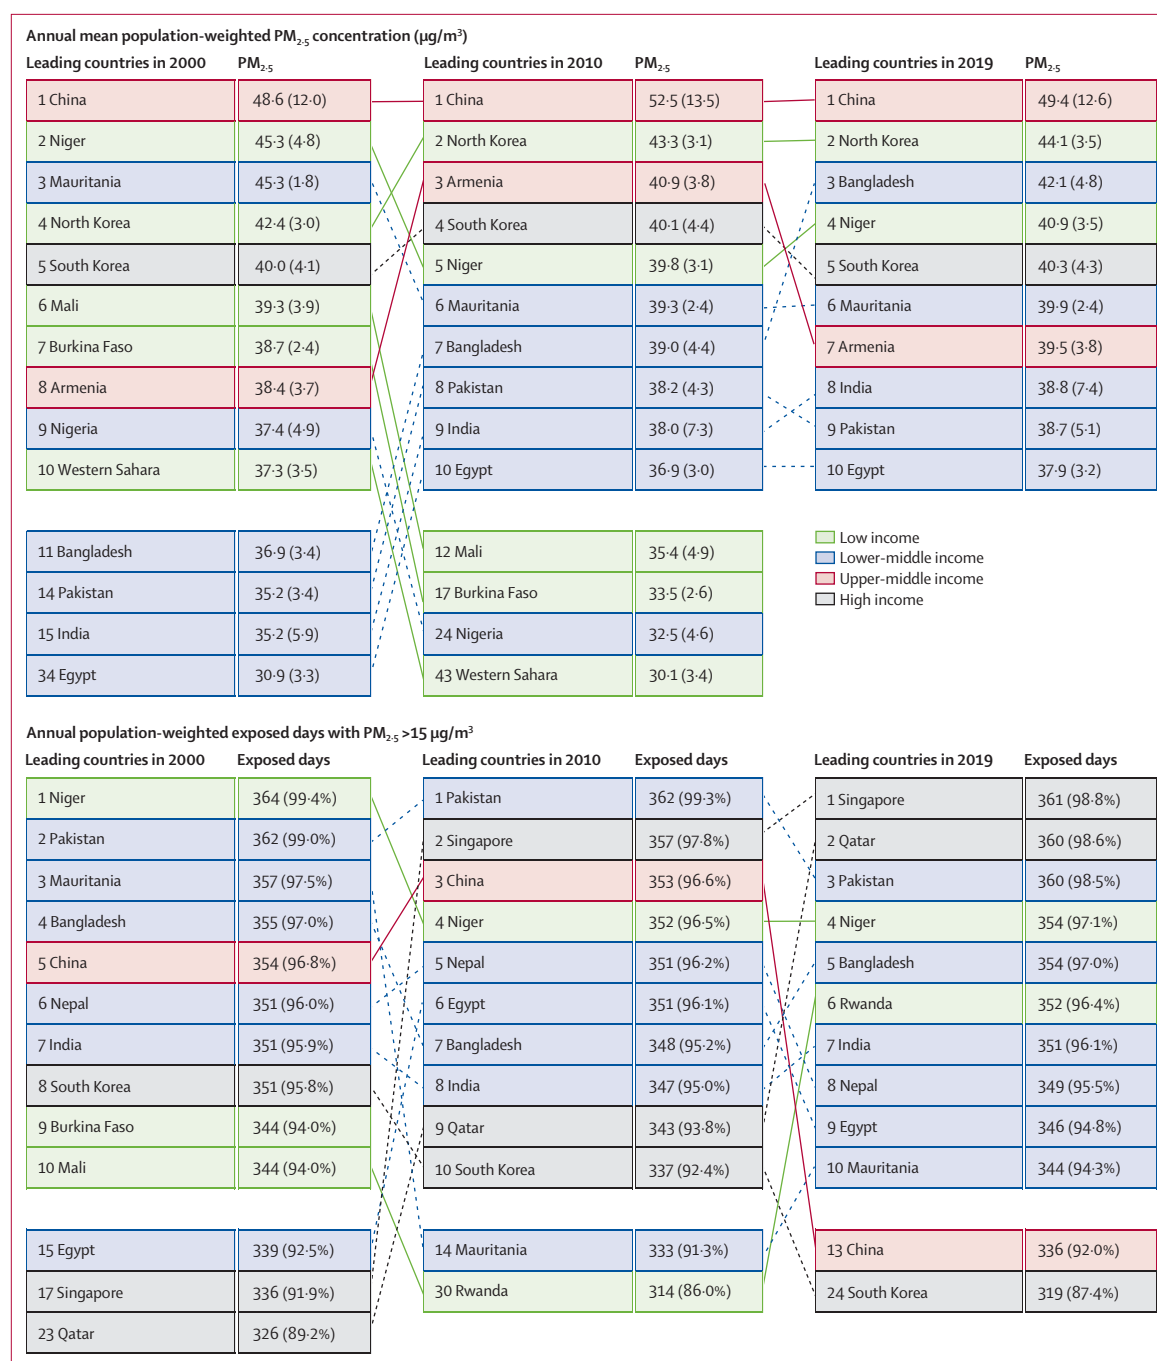 Annual mean population-weighted PM2·5 concentration (μg/m³)
Leading countries in 2000 PM2·5 Leading countries in 2010 PM2·5 Leading countries in 2019 PM2·5
1 China 48·6 (12·0) 1 China 52·5 (13·5) 1 China 49·4 (12·6)
2 Niger 45·3 (4·8) 2 North Korea 43·3 (3·1) 2 North Korea 44·1 (3·5)
3 Mauritania 45·3 (1·8) 3 Armenia 40·9 (3·8) 3 Bangladesh 42·1 (4·8)
4 North Korea 42·4 (3·0) 4 South Korea 40·1 (4·4) 4 Niger 40·9 (3·5)
5 South Korea 40·0 (4·1) 5 Niger 39·8 (3·1) 5 South Korea 40·3 (4·3)
6 Mali 39·3 (3·9) 6 Mauritania 39·3 (2·4) 6 Mauritania 39·9 (2·4)
7 Burkina Faso 38·7 (2·4) 7 Bangladesh 39·0 (4·4) 7 Armenia 39·5 (3·8)
8 Armenia 38·4 (3·7) 8 Pakistan 38·2 (4·3) 8 India 38·8 (7·4)
9 Nigeria 37·4 (4·9) 9 India 38·0 (7·3) 9 Pakistan 38·7 (5·1)
10 Western Sahara 37·3 (3·5) 10 Egypt 36·9 (3·0) 10 Egypt 37·9 (3·2)
11 Bangladesh 36·9 (3·4) 12 Mali 35·4 (4·9) Low income
Lower-middle income
14 Pakistan 35·2 (3·4) 17 Burkina Faso 33·5 (2·6) Upper-middle income
High income
15 India 35·2 (5·9) 24 Nigeria 32·5 (4·6)
34 Egypt 30·9 (3·3) 43 Western Sahara 30·1 (3·4)
Annual population-weighted exposed days with PM2·5 >15 μg/m³
Leading countries in 2000 Exposed days Leading countries in 2010 Exposed days Leading countries in 2019 Exposed days
1 Niger 364 (99·4%) 1 Pakistan 362 (99·3%) 1 Singapore 361 (98·8%)
2 Pakistan 362 (99·0%) 2 Singapore 357 (97·8%) 2 Qatar 360 (98·6%)
3 Mauritania 357 (97·5%) 3 China 353 (96·6%) 3 Pakistan 360 (98·5%)
4 Bangladesh 355 (97·0%) 4 Niger 352 (96·5%) 4 Niger 354 (97·1%)
5 China 354 (96·8%) 5 Nepal 351 (96·2%) 5 Bangladesh 354 (97·0%)
6 Nepal 351 (96·0%) 6 Egypt 351 (96·1%) 6 Rwanda 352 (96·4%)
7 India 351 (95·9%) 7 Bangladesh 348 (95·2%) 7 India 351 (96·1%)
8 South Korea 351 (95·8%) 8 India 347 (95·0%) 8 Nepal 349 (95·5%)
9 Burkina Faso 344 (94·0%) 9 Qatar 343 (93·8%) 9 Egypt 346 (94·8%)
10 Mali 344 (94·0%) 10 South Korea 337 (92·4%) 10 Mauritania 344 (94·3%)
15 Egypt 339 (92·5%) 14 Mauritania 333 (91·3%) 13 China 336 (92·0%)
17 Singapore 336 (91·9%) 30 Rwanda 314 (86·0%) 24 South Korea 319 (87·4%)
23 Qatar 326 (89·2%)